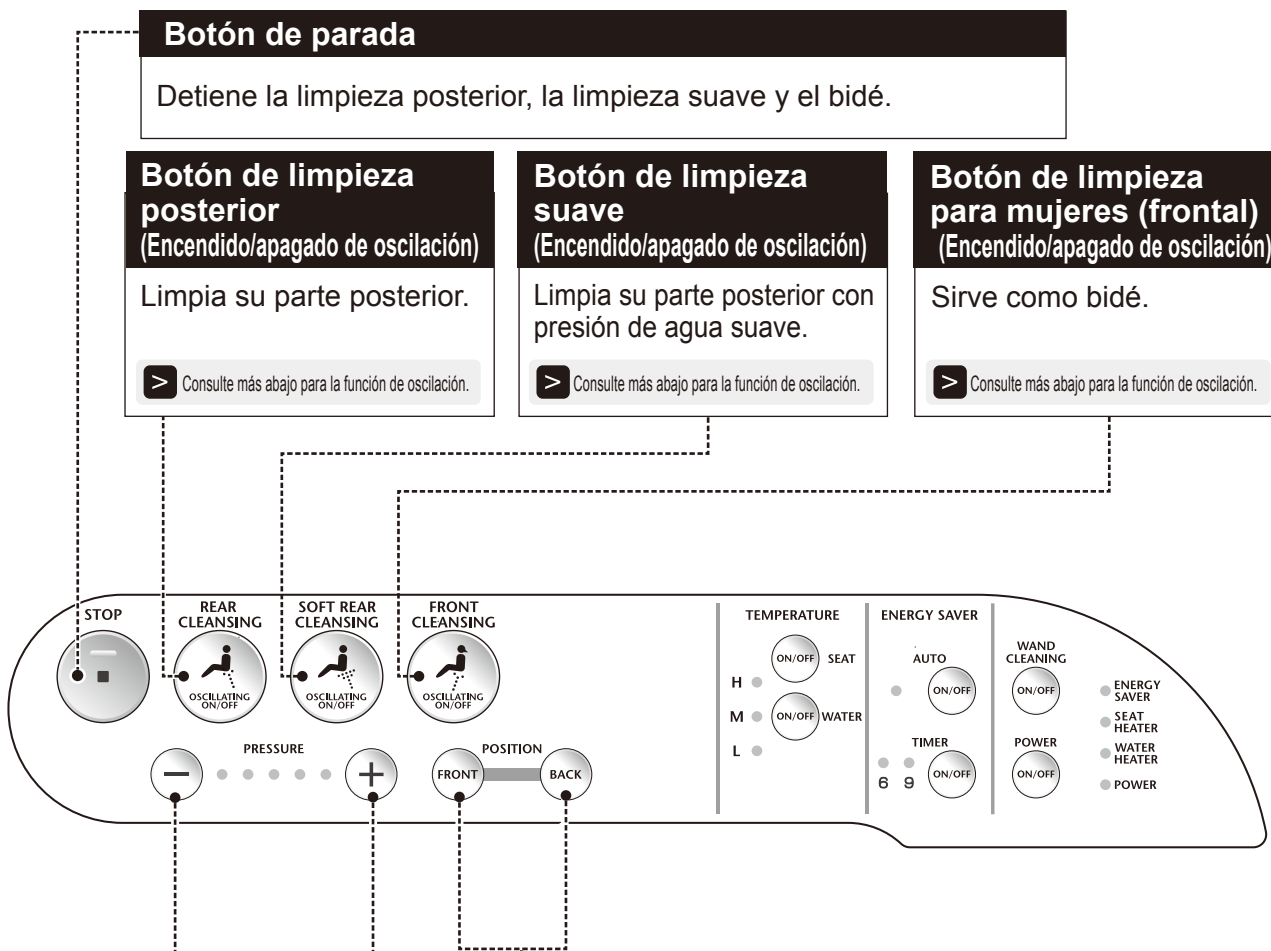 Botón de parada
Detiene la limpieza posterior, la limpieza suave y el bidé.
Botón de limpieza
posterior
(Encendido/apagado de oscilación)
Limpia su parte posterior.
> Consulte más abajo para la función de oscilación.
Botón de limpieza
suave
(Encendido/apagado de oscilación)
Limpia su parte posterior con
presión de agua suave.
> Consulte más abajo para la función de oscilación.
Botón de limpieza
para mujeres (frontal)
(Encendido/apagado de oscilación)
Sirve como bidé.
> Consulte más abajo para la función de oscilación.
STOP
REAR
CLEANSING
OSCILLATING
ON/OFF
SOFT REAR
CLEANSING
OSCILLATING
ON/OFF
FRONT
CLEANSING
OSCILLATING
ON/OFF
PRESSURE
− +
POSITION
FRONT BACK
TEMPERATURE
ON/OFF SEAT
H
M ON/OFF WATER
L
ENERGY SAVER
AUTO
ON/OFF
TIMER
6 9 ON/OFF
WAND
CLEANING
ON/OFF
POWER
ON/OFF
ENERGY
SAVER
SEAT
HEATER
WATER
HEATER
POWER